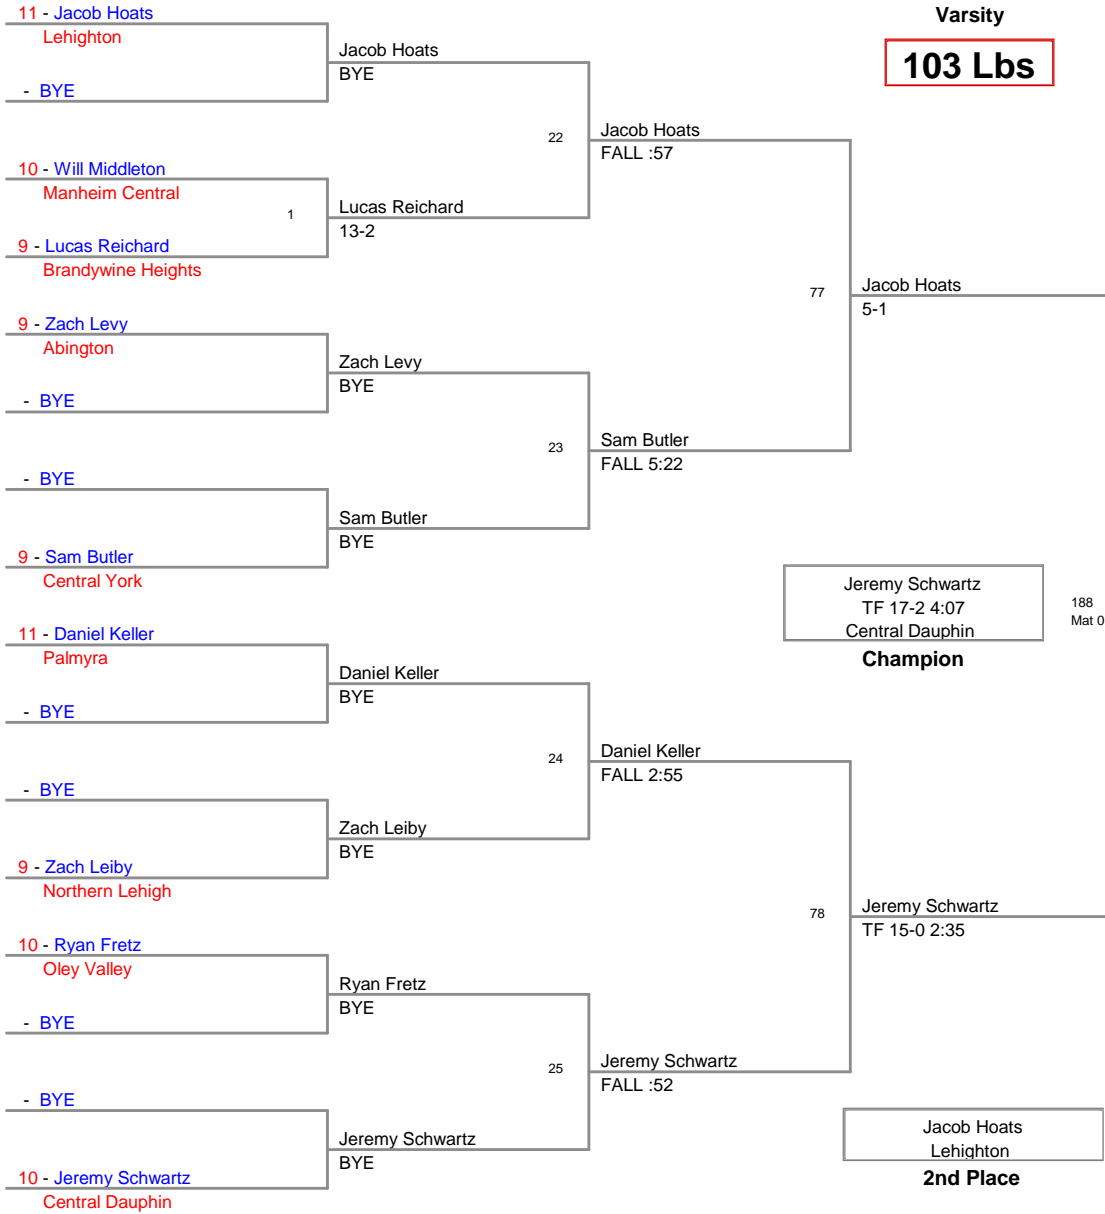 11 - Jacob Hoats
Lehighton
- BYE
10 - Will Middleton
Manheim Central
9 - Lucas Reichard
Brandywine Heights
9 - Zach Levy
Abington
- BYE
- BYE
9 - Sam Butler
Central York
11 - Daniel Keller
Palmyra
- BYE
- BYE
9 - Zach Leiby
Northern Lehigh
10 - Ryan Fretz
Oley Valley
- BYE
- BYE
10 - Jeremy Schwartz
Central Dauphin
Jacob Hoats
BYE
1
Lucas Reichard
13-2
Zach Levy
BYE
Sam Butler
BYE
Daniel Keller
BYE
Zach Leiby
BYE
Ryan Fretz
BYE
Jeremy Schwartz
BYE
22
Jacob Hoats
FALL :57
23
Sam Butler
FALL 5:22
24
Daniel Keller
FALL 2:55
25
Jeremy Schwartz
FALL :52
Varsity
103 Lbs
77
Jacob Hoats
5-1
Jeremy Schwartz
TF 17-2 4:07
Central Dauphin
Champion
188
Mat 0
78
Jeremy Schwartz
TF 15-0 2:35
Jacob Hoats
Lehighton
2nd Place